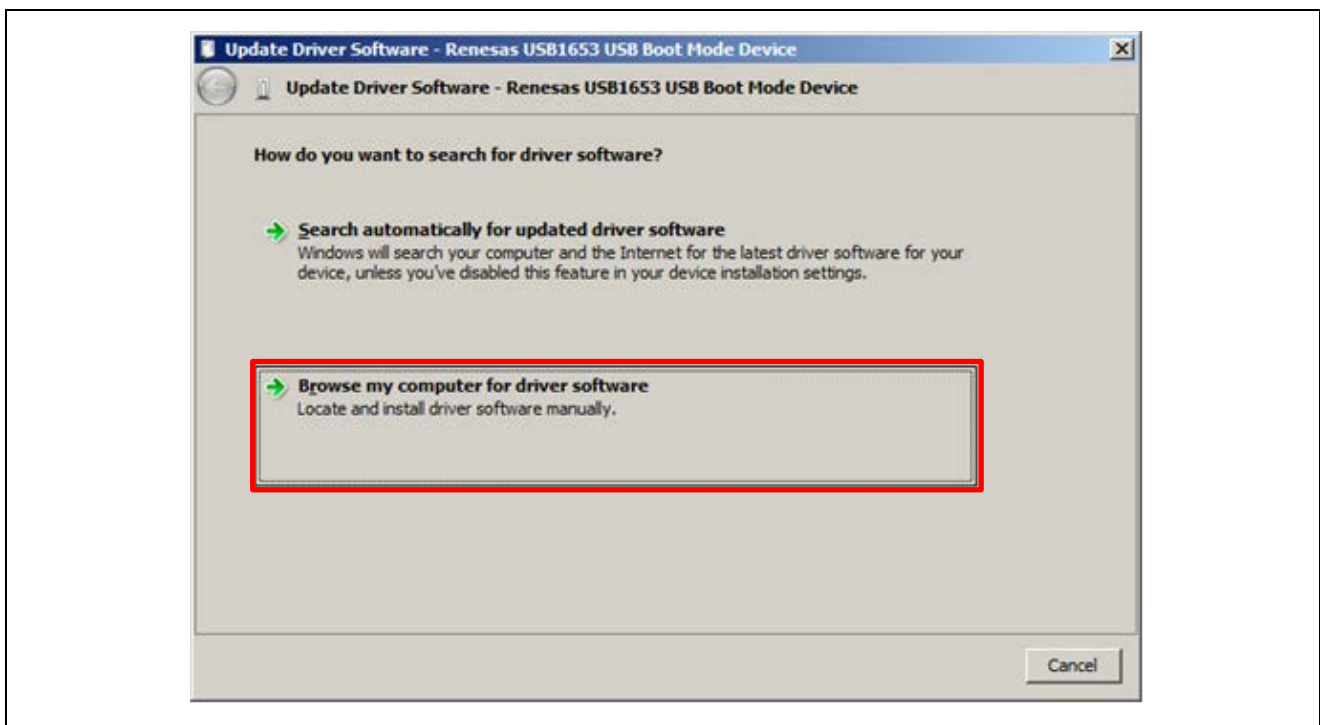 Update Driver Software - Renesas USB1653 USB Boot Mode Device
Update Driver Software - Renesas USB1653 USB Boot Mode Device
How do you want to search for driver software?
Search automatically for updated driver software
Windows will search your computer and the Internet for the latest driver software for your
device, unless you've disabled this feature in your device installation settings.
Browse my computer for driver software
Locate and install driver software manually.
Cancel